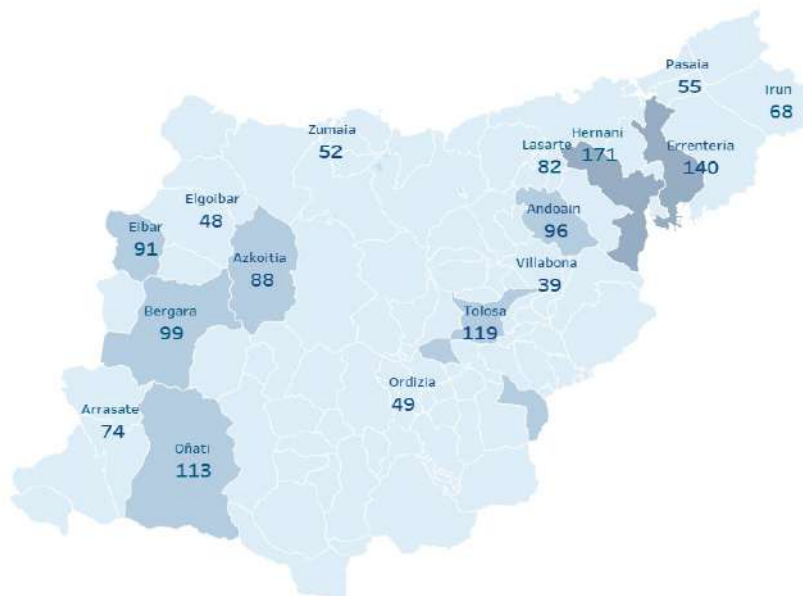 Pasaia
55
Irun
68
Zumaia
52
Hernani
171
Lasarte
82
Errenteria
140
Elgoibar
48
Andoain
96
Eibar
91
Azkoitia
88
Villabona
39
Bergara
99
Tolosa
119
Ordizia
49
Arrasate
74
Oñati
113